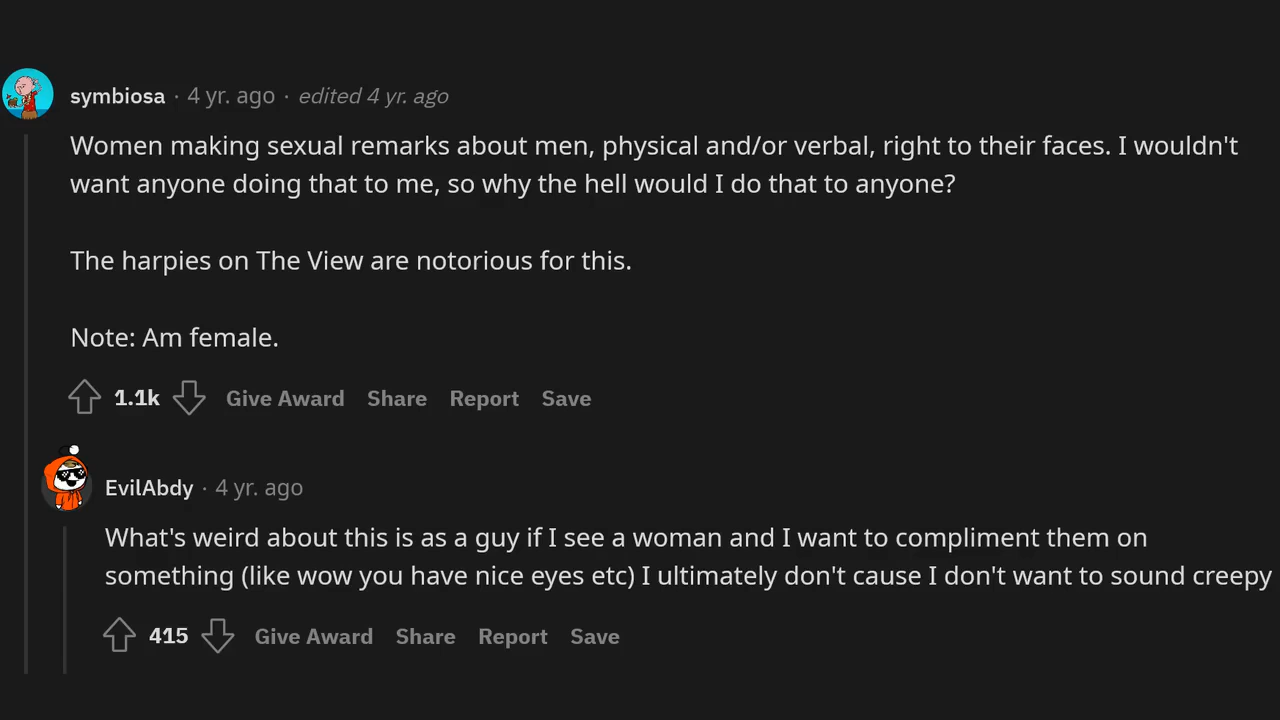 symbiosa · 4 yr. ago · edited 4 yr. ago
Women making sexual remarks about men, physical and/or verbal, right to their faces. I wouldn't
want anyone doing that to me, so why the hell would I do that to anyone?
The harpies on The View are notorious for this.
Note: Am female.
1.1k Give Award Share Report Save
EvilAbdy · 4 yr. ago
What's weird about this is as a guy if I see a woman and I want to compliment them on
something (like wow you have nice eyes etc) I ultimately don't cause I don't want to sound creepy
415 Give Award Share Report Save